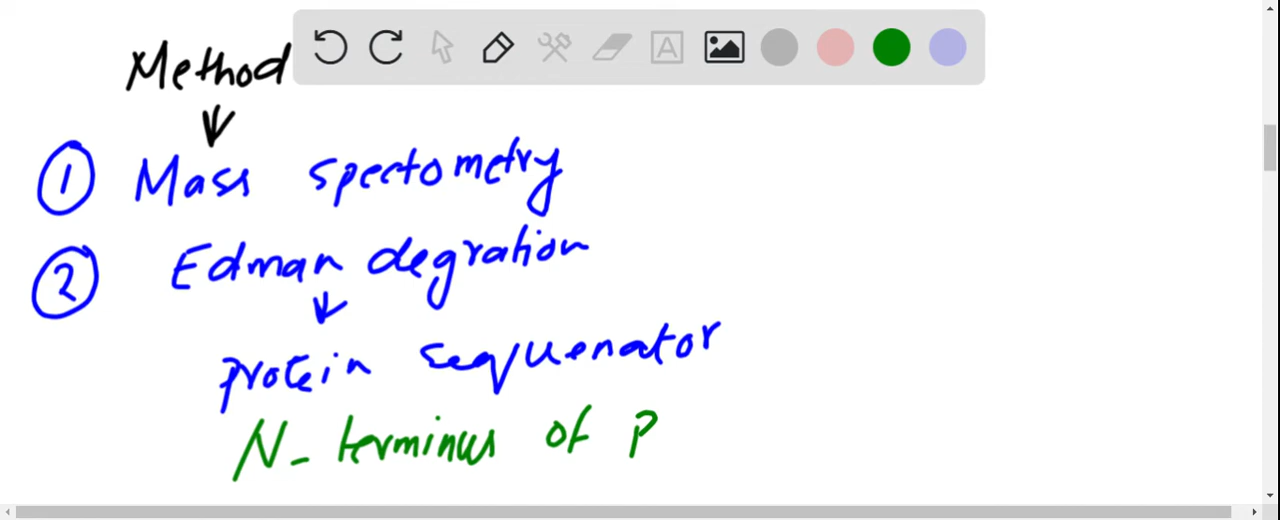 Method
① Mass spectometry
② Edman degration
protein sequenator
N- terminus of P